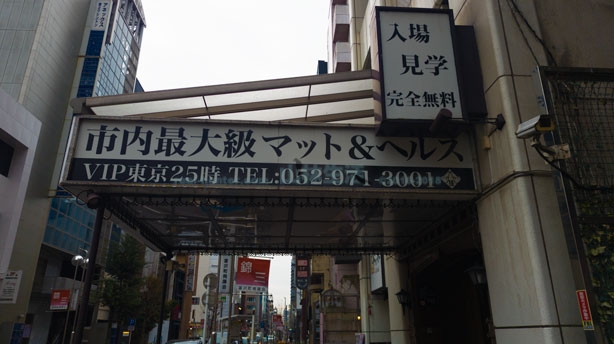 入場
見学
完全無料
市内最大級マット&ヘルス
VIP東京25時 TEL:052-971-3001
錦